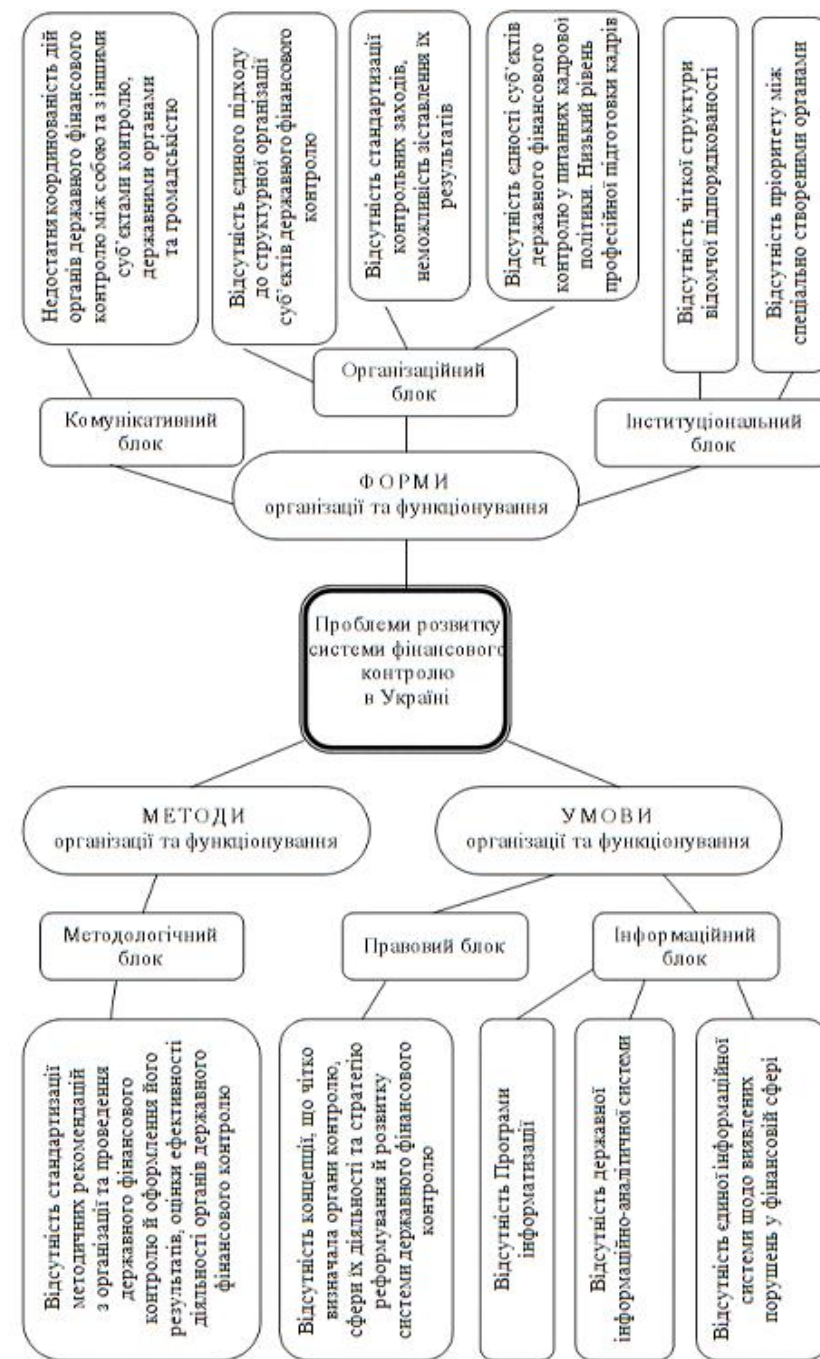 Недостатня координованість дій
органів державного фінансового
контролю між собою та з іншими
суб'єктами контролю,
державними органами
та громадськістю
Відсутність єдиного підходу
до структурної організації
суб'єктів державного фінансового
контролю
Відсутність стандартизації
контрольних заходів,
неможливість зіставлення їх
результатів
Відсутність єдності суб'єктів
державного фінансового
контролю у питаннях кадрової
політики. Низький рівень
професійної підготовки кадрів
Відсутність чіткої структури
відомчої підпорядкованості
Відсутність пріоритету між
спеціально створеними органами
Комунікативний
блок
Організаційний
блок
Інституціональний
блок
ФОРМИ
організації та функціонування
Проблеми розвитку
системи фінансового
контролю
в Україні
МЕТОДИ
організації та функціонування
УМОВИ
організації та функціонування
Методологічний
блок
Правовий блок
Інформаційний
блок
Відсутність стандартизації
методичних рекомендацій
з організації та проведення
державного фінансового
контролю й оформлення його
результатів, оцінки ефективності
діяльності органів державного
фінансового контролю
Відсутність концепції, що чітко
визначала органи контролю,
сфери їх діяльності та стратегію
реформування й розвитку
системи державного фінансового
контролю
Відсутність Програми
інформатизації
Відсутність державної
інформаційно-аналітичної системи
Відсутність єдиної інформаційної
системи щодо виявлених
порушень у фінансовій сфері